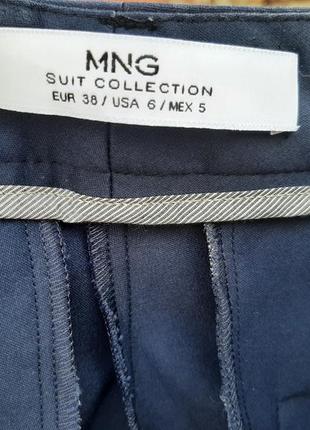 MNG
SUIT COLLECTION
EUR 38 / USA 6 / MEX 5